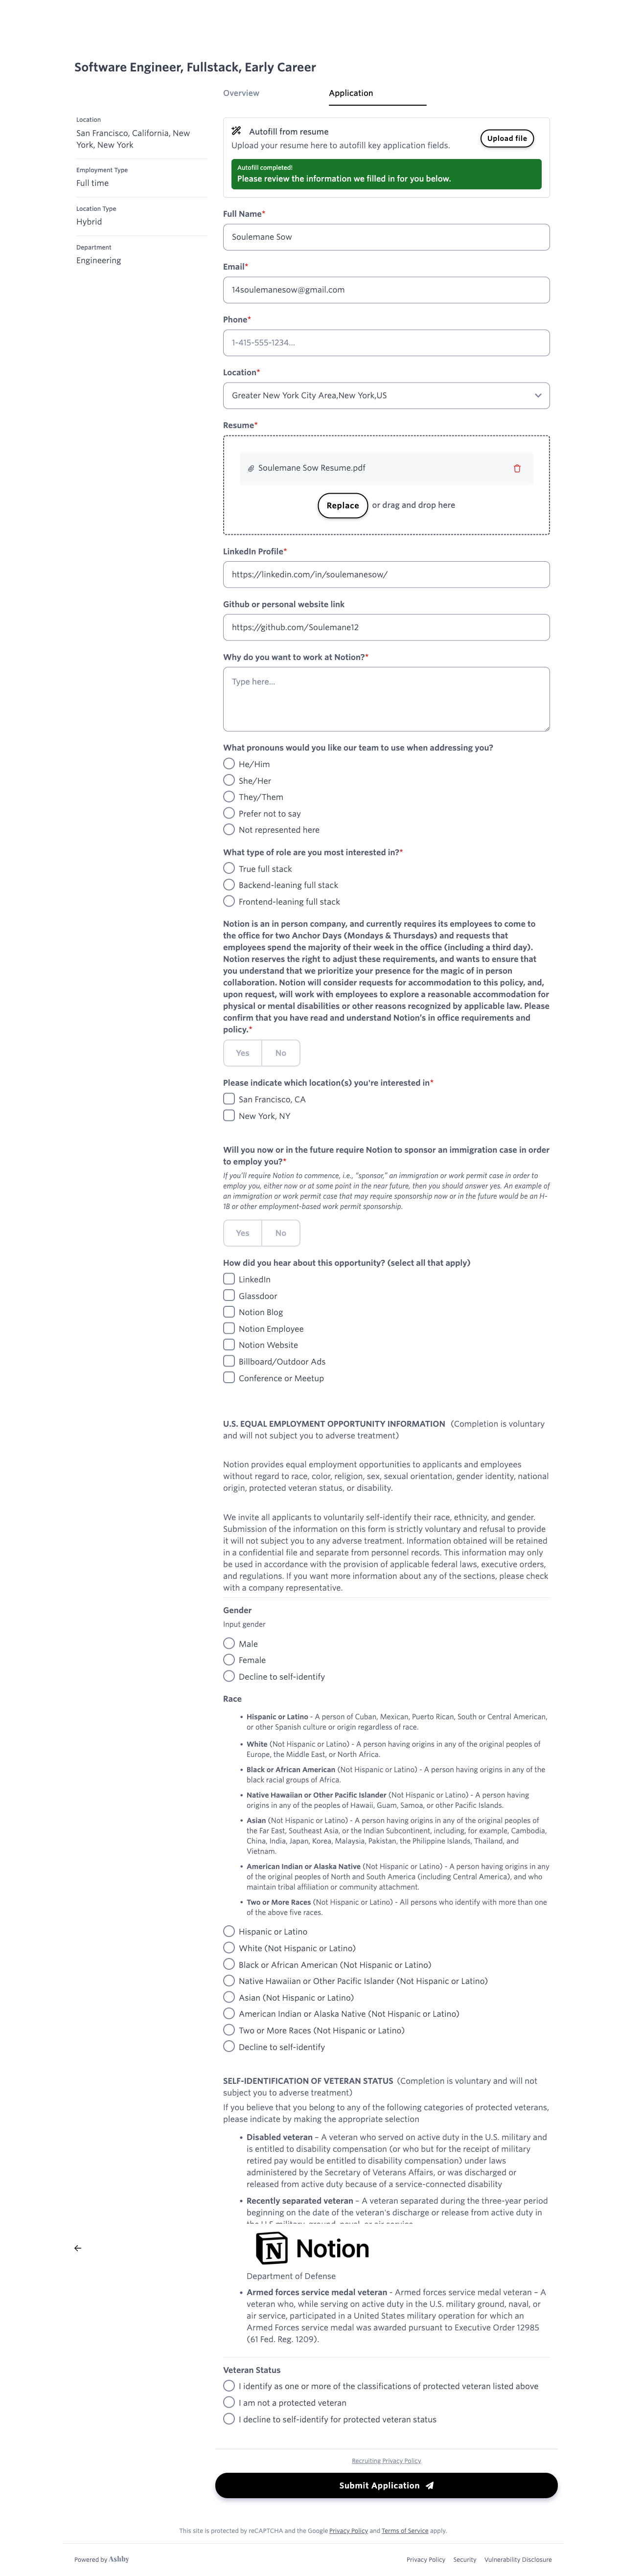 Software Engineer, Fullstack, Early Career
Overview
Application
Location
San Francisco, California, New
York, New York
Employment Type
Full time
Location Type
Hybrid
Department
Engineering
Autofill from resume
Upload your resume here to autofill key application fields.
Upload file
Autofill completed!
Please review the information we filled in for you below.
Full Name*
Soulemane Sow
Email*
14soulemanesow@gmail.com
Phone*
1-415-555-1234...
Location*
Greater New York City Area,New York,US
Resume*
Soulemane Sow Resume.pdf
Replace or drag and drop here
LinkedIn Profile*
https://linkedin.com/in/soulemanesow/
Github or personal website link
https://github.com/Soulemane12
Why do you want to work at Notion?*
Type here...
What pronouns would you like our team to use when addressing you?
He/Him
She/Her
They/Them
Prefer not to say
Not represented here
What type of role are you most interested in?*
True full stack
Backend-leaning full stack
Frontend-leaning full stack
Notion is an in person company, and currently requires its employees to come to
the office for two Anchor Days (Mondays & Thursdays) and requests that
employees spend the majority of their week in the office (including a third day).
Notion reserves the right to adjust these requirements, and wants to ensure that
you understand that we prioritize your presence for the magic of in person
collaboration. Notion will consider requests for accommodation to this policy, and,
upon request, will work with employees to explore a reasonable accommodation for
physical or mental disabilities or other reasons recognized by applicable law. Please
confirm that you have read and understand Notion's in office requirements and
policy.*
Yes No
Please indicate which location(s) you're interested in*
San Francisco, CA
New York, NY
Will you now or in the future require Notion to sponsor an immigration case in order
to employ you?*
If you'll require Notion to commence, i.e., "sponsor," an immigration or work permit case in order to
employ you, either now or at some point in the near future, then you should answer yes. An example of
an immigration or work permit case that may require sponsorship now or in the future would be an H-
1B or other employment-based work permit sponsorship.
Yes No
How did you hear about this opportunity? (select all that apply)
LinkedIn
Glassdoor
Notion Blog
Notion Employee
Notion Website
Billboard/Outdoor Ads
Conference or Meetup
U.S. EQUAL EMPLOYMENT OPPORTUNITY INFORMATION (Completion is voluntary
and will not subject you to adverse treatment)
Notion provides equal employment opportunities to applicants and employees
without regard to race, color, religion, sex, sexual orientation, gender identity, national
origin, protected veteran status, or disability.
We invite all applicants to voluntarily self-identify their race, ethnicity, and gender.
Submission of the information on this form is strictly voluntary and refusal to provide
it will not subject you to any adverse treatment. Information obtained will be retained
in a confidential file and separate from personnel records. This information may only
be used in accordance with the provision of applicable federal laws, executive orders,
and regulations. If you want more information about any of the sections, please check
with a company representative.
Gender
Input gender
Male
Female
Decline to self-identify
Race
• Hispanic or Latino - A person of Cuban, Mexican, Puerto Rican, South or Central American,
or other Spanish culture or origin regardless of race.
• White (Not Hispanic or Latino) - A person having origins in any of the original peoples of
Europe, the Middle East, or North Africa.
• Black or African American (Not Hispanic or Latino) - A person having origins in any of the
black racial groups of Africa.
• Native Hawaiian or Other Pacific Islander (Not Hispanic or Latino) - A person having
origins in any of the peoples of Hawaii, Guam, Samoa, or other Pacific Islands.
• Asian (Not Hispanic or Latino) - A person having origins in any of the original peoples of
the Far East, Southeast Asia, or the Indian Subcontinent, including, for example, Cambodia,
China, India, Japan, Korea, Malaysia, Pakistan, the Philippine Islands, Thailand, and
Vietnam.
• American Indian or Alaska Native (Not Hispanic or Latino) - A person having origins in any
of the original peoples of North and South America (including Central America), and who
maintain tribal affiliation or community attachment.
• Two or More Races (Not Hispanic or Latino) - All persons who identify with more than one
of the above five races.
Hispanic or Latino
White (Not Hispanic or Latino)
Black or African American (Not Hispanic or Latino)
Native Hawaiian or Other Pacific Islander (Not Hispanic or Latino)
Asian (Not Hispanic or Latino)
American Indian or Alaska Native (Not Hispanic or Latino)
Two or More Races (Not Hispanic or Latino)
Decline to self-identify
SELF-IDENTIFICATION OF VETERAN STATUS (Completion is voluntary and will not
subject you to adverse treatment)
If you believe that you belong to any of the following categories of protected veterans,
please indicate by making the appropriate selection
• Disabled veteran – A veteran who served on active duty in the U.S. military and
is entitled to disability compensation (or who but for the receipt of military
retired pay would be entitled to disability compensation) under laws
administered by the Secretary of Veterans Affairs, or was discharged or
released from active duty because of a service-connected disability
• Recently separated veteran – A veteran separated during the three-year period
beginning on the date of the veteran's discharge or release from active duty in
Notion
Department of Defense
• Armed forces service medal veteran - Armed forces service medal veteran – A
veteran who, while serving on active duty in the U.S. military ground, naval, or
air service, participated in a United States military operation for which an
Armed Forces service medal was awarded pursuant to Executive Order 12985
(61 Fed. Reg. 1209).
Veteran Status
I identify as one or more of the classifications of protected veteran listed above
I am not a protected veteran
I decline to self-identify for protected veteran status
Recruiting Privacy Policy
Submit Application
This site is protected by reCAPTCHA and the Google Privacy Policy and Terms of Service apply.
Powered by Ashby
Privacy Policy Security Vulnerability Disclosure